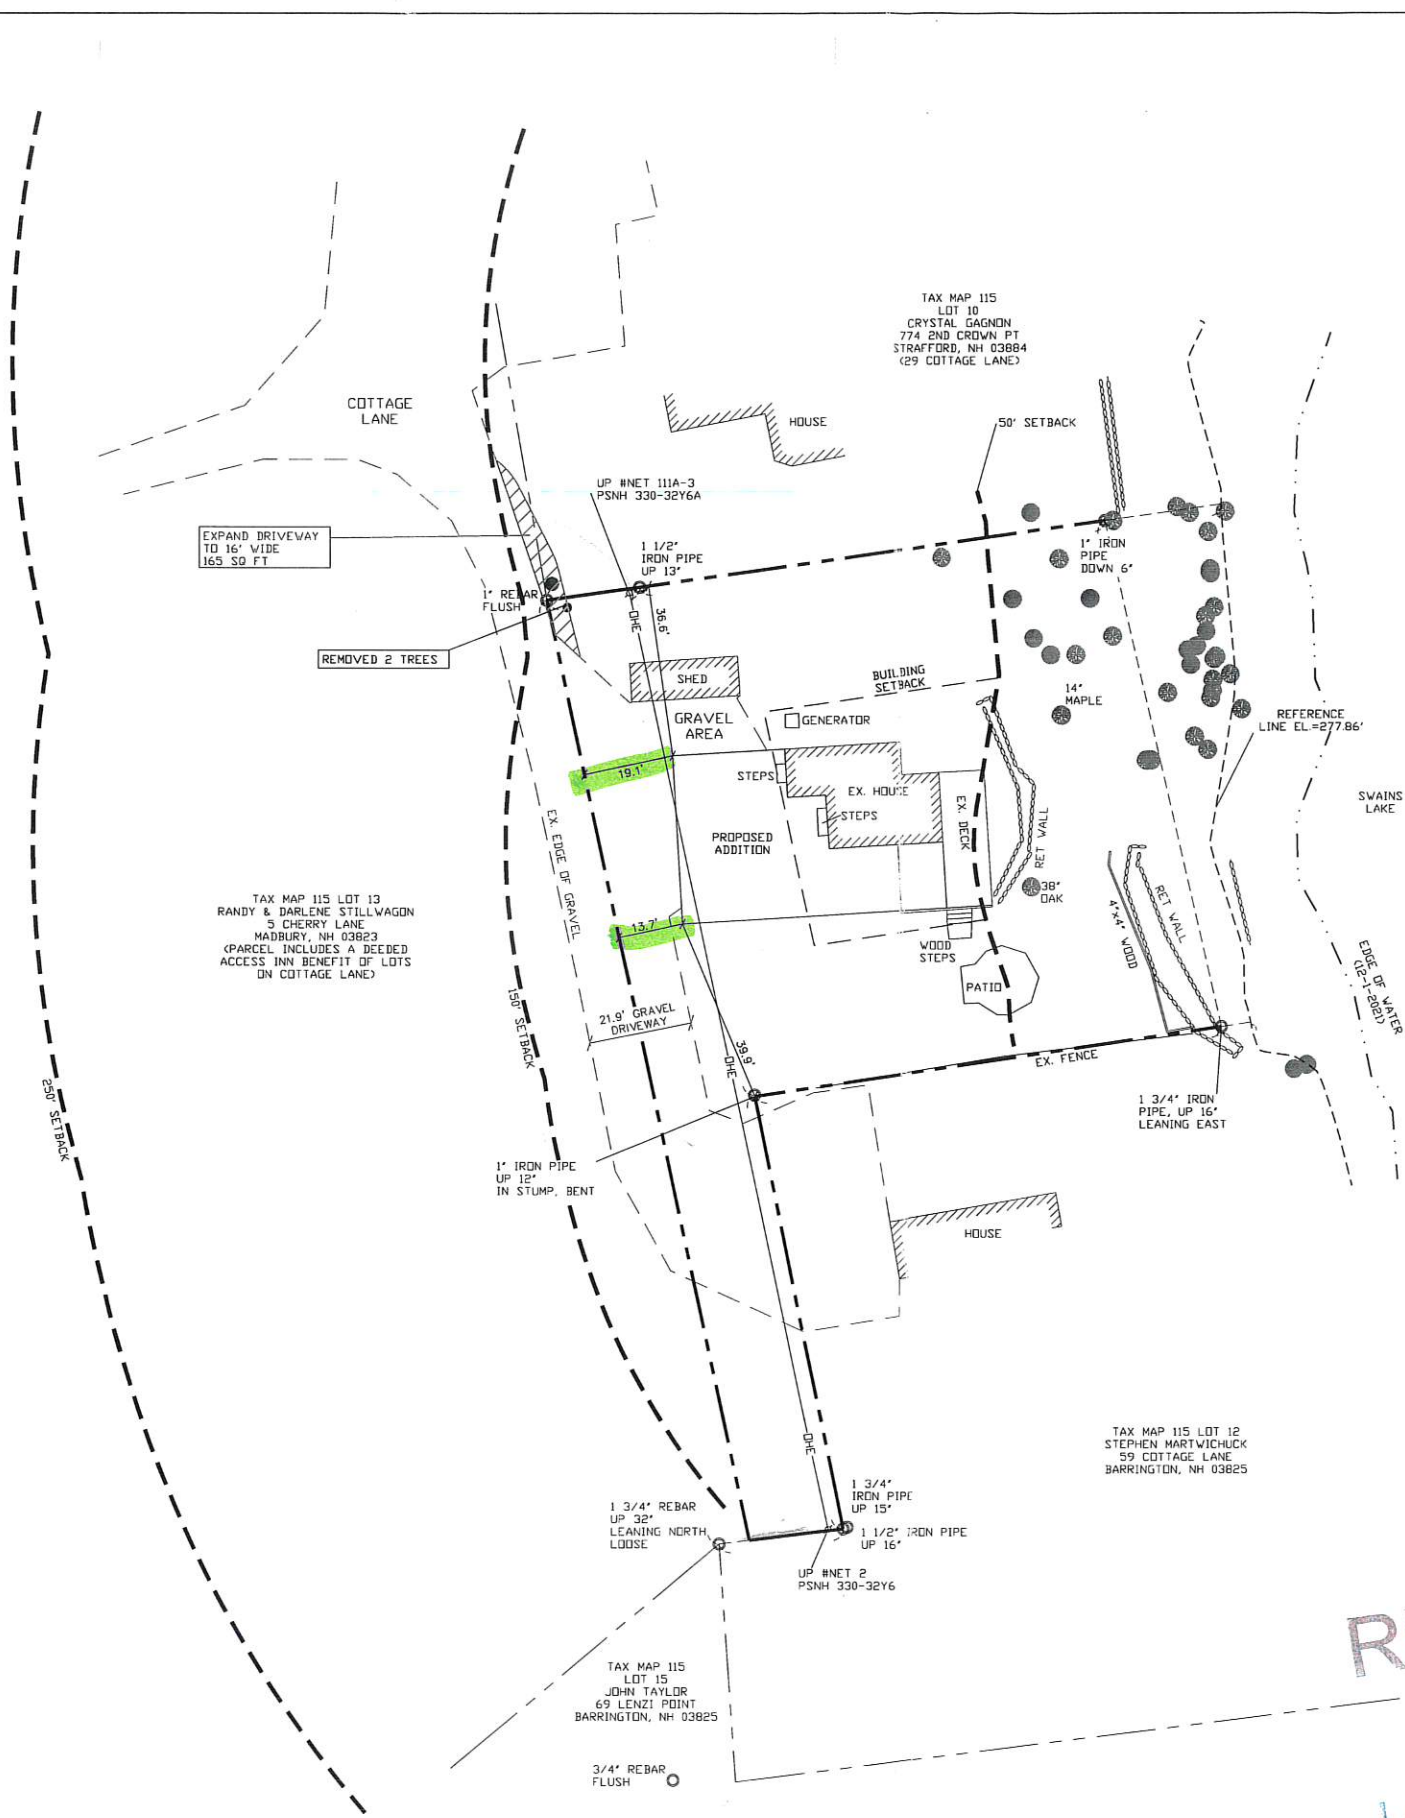 TAX MAP 115
LOT 10
CRYSTAL GAGNON
774 2ND CROWN PT
STRAFFORD, NH 03884
(29 COTTAGE LANE)
COTTAGE
LANE
HOUSE
50' SETBACK
UP #NET 111A-3
PSNH 330-32Y6A
EXPAND DRIVEWAY
TO 16' WIDE
165 SQ FT
1 1/2"
IRON PIPE
UP 13"
1" IRON
PIPE
DOWN 6"
1" REBAR
FLUSH
OHE
36.6'
REMOVED 2 TREES
SHED
BUILDING
SETBACK
14"
MAPLE
GRAVEL
AREA
GENERATOR
REFERENCE
LINE EL.=277.86'
19.1'
STEPS
EX. HOUSE
STEPS
EX. DECK
RET WALL
SWAINS
LAKE
PROPOSED
ADDITION
EX. EDGE OF GRAVEL
38"
OAK
RET WALL
4"x4" WOOD
TAX MAP 115 LOT 13
RANDY & DARLENE STILLWAGON
5 CHERRY LANE
MADBURY, NH 03823
(PARCEL INCLUDES A DEEDED
ACCESS INN BENEFIT OF LOTS
ON COTTAGE LANE)
13.7'
WOOD
STEPS
PATIO
EDGE OF WATER
(12-1-2021)
150' SETBACK
21.9' GRAVEL
DRIVEWAY
39.9'
OHE
EX. FENCE
250' SETBACK
1 3/4" IRON
PIPE, UP 16"
LEANING EAST
1" IRON PIPE
UP 12"
IN STUMP, BENT
HOUSE
OHE
TAX MAP 115 LOT 12
STEPHEN MARTWICHUCK
59 COTTAGE LANE
BARRINGTON, NH 03825
1 3/4" REBAR
UP 32"
LEANING NORTH
LOOSE
1 3/4"
IRON PIPE
UP 15"
1 1/2" IRON PIPE
UP 16"
UP #NET 2
PSNH 330-32Y6
R
TAX MAP 115
LOT 15
JOHN TAYLOR
69 LENZI POINT
BARRINGTON, NH 03825
3/4" REBAR
FLUSH